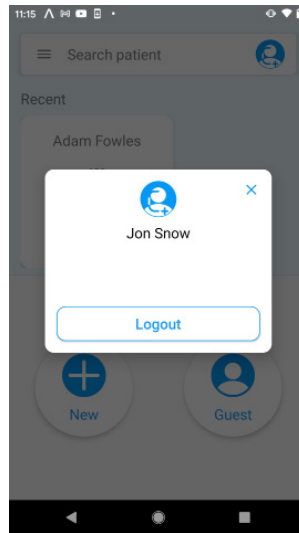 11:15
Search patient
Recent
Adam Fowles
Jon Snow
Logout
New
Guest